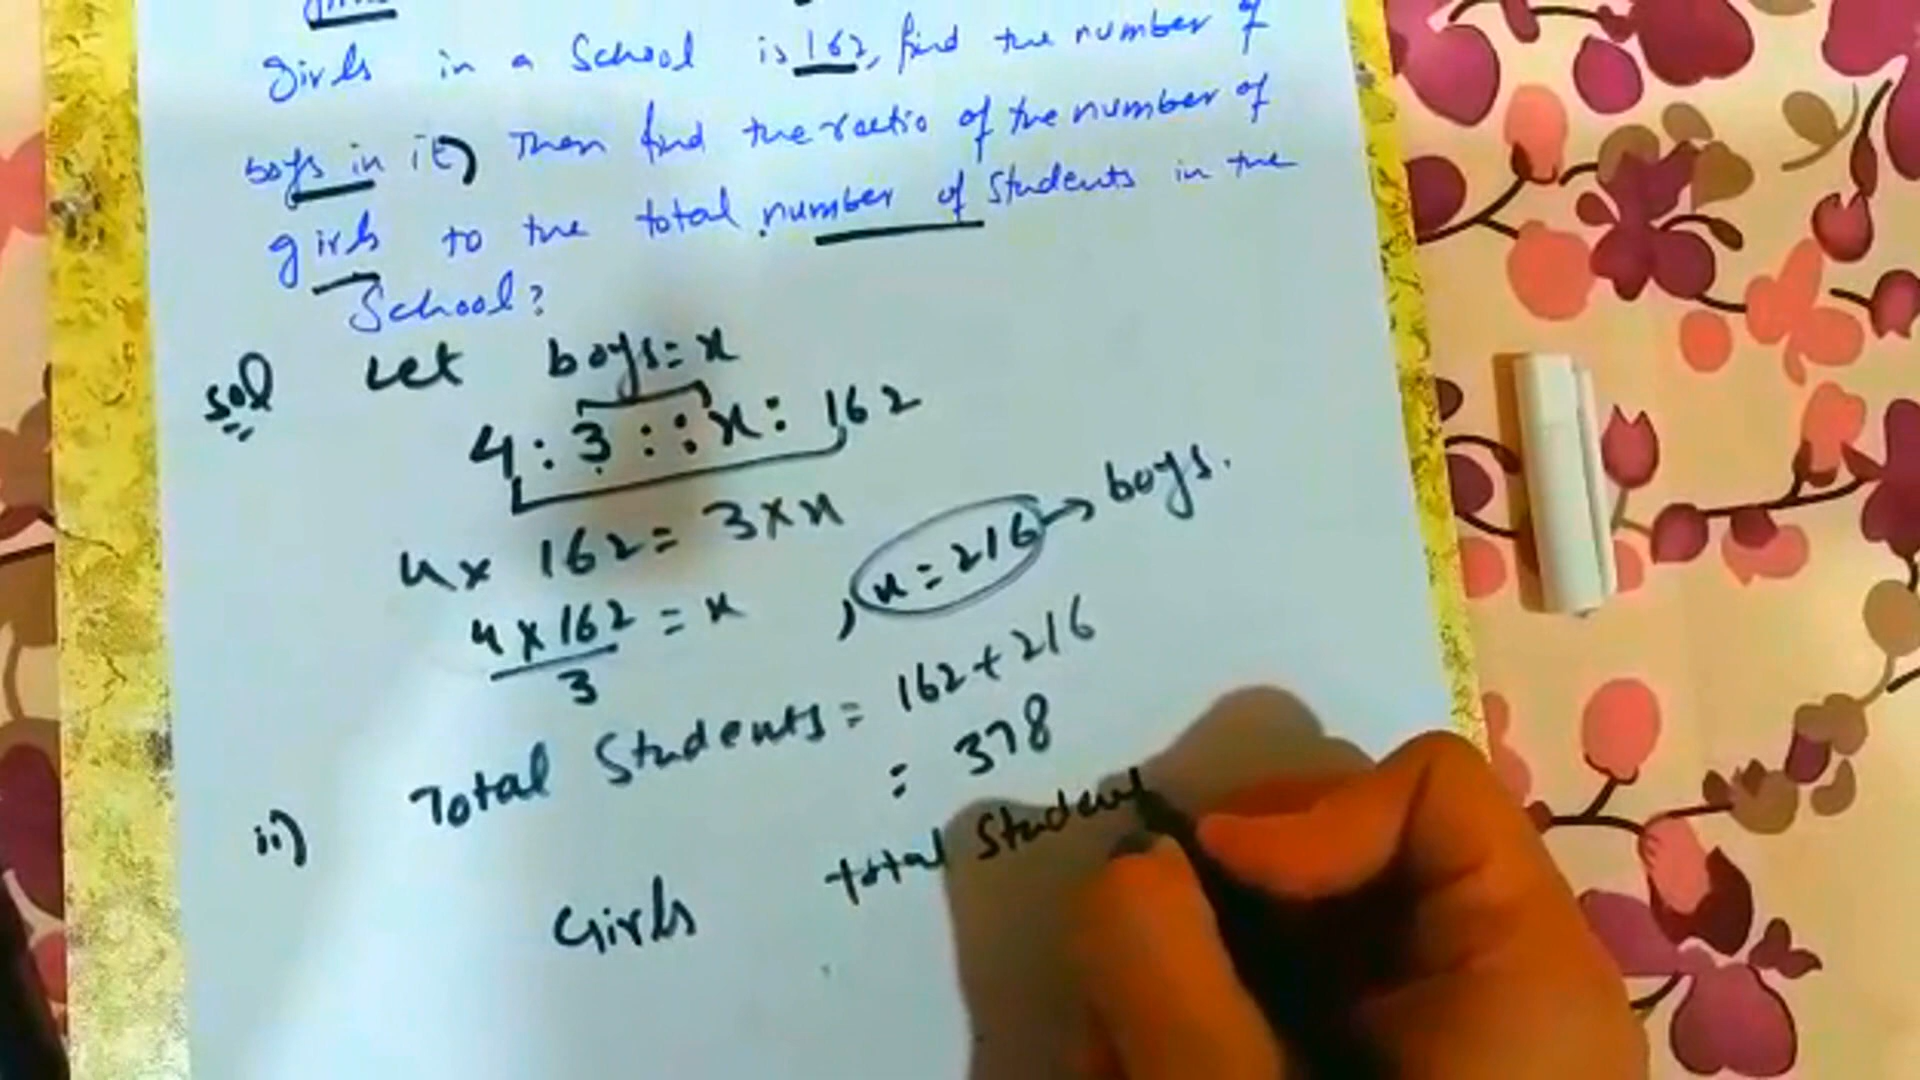 girls in a School is 162, find the number of
boys in it) Then find the ratio of the number of
girls to the total number of students in the
School?
Sol Let boys = x
4 : 3 :: x : 162
4 x 162 = 3 x x
4 x 162 / 3 = x , x = 216 → boys.
Total Students = 162 + 216
= 378
ii) Girls total Student